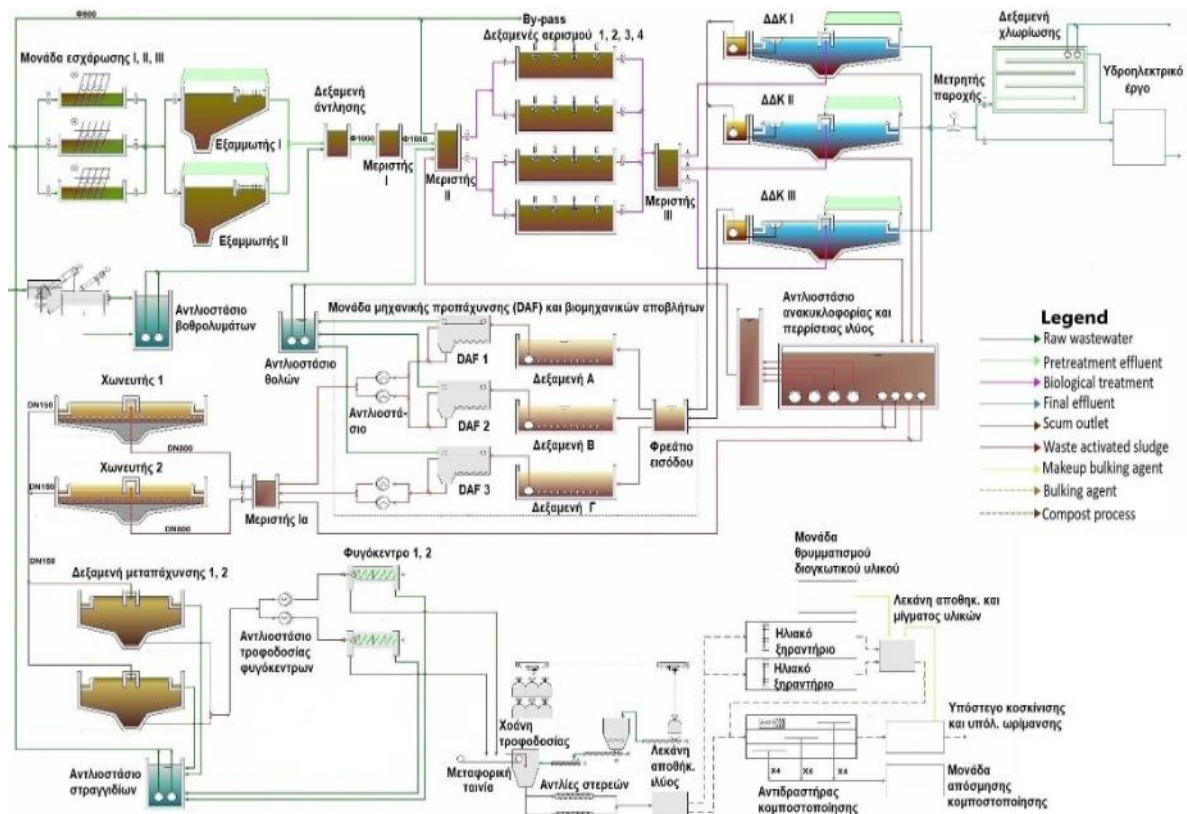 Φ800
Μονάδα εσχάρωσης I, II, III
Εξαμμωτής I
Εξαμμωτής II
Δεξαμενή
άντλησης
Φ1000
Μεριστής
I
Φ1000
Μεριστής
II
By-pass
Δεξαμενές αερισμού 1, 2, 3, 4
Μεριστής
III
ΔΔΚ I
ΔΔΚ II
ΔΔΚ III
Μετρητής
παροχής
Δεξαμενή
χλωρίωσης
Υδροηλεκτρικό
έργο
Αντλιοστάσιο
βοθρολυμάτων
Αντλιοστάσιο
θολών
Μονάδα μηχανικής προπάχυνσης (DAF) και βιομηχανικών αποβλήτων
DAF 1
DAF 2
DAF 3
Αντλιοστά-
σιο
Δεξαμενή Α
Δεξαμενή Β
Δεξαμενή Γ
Φρεάτιο
εισόδου
Αντλιοστάσιο
ανακυκλοφορίας και
περρίσειας ιλύος
Legend
Raw wastewater
Pretreatment effluent
Biological treatment
Final effluent
Scum outlet
Waste activated sludge
Makeup bulking agent
Bulking agent
Compost process
Χωνευτής 1
DN150
DN800
Χωνευτής 2
DN150
DN800
Μεριστής Ια
DN150
Δεξαμενή μεταπάχυνσης 1, 2
Αντλιοστάσιο
στραγγιδίων
Αντλιοστάσιο
τροφοδοσίας
φυγόκεντρων
Φυγόκεντρο 1, 2
Μεταφορική
ταινία
Χοάνη
τροφοδοσίας
Αντλίες στερεών
Λεκάνη
αποθήκ.
ιλύος
Μονάδα
θρυμματισμού
διογκωτικού υλικού
Ηλιακό
ξηραντήριο
Ηλιακό
ξηραντήριο
Λεκάνη αποθηκ. και
μίγματος υλικών
X4
X4
X4
Αντιδραστήρας
κομποστοποίησης
Υπόστεγο κοσκίνισης
και υπόλ. ωρίμανσης
Μονάδα
απόσμησης
κομποστοποίησης